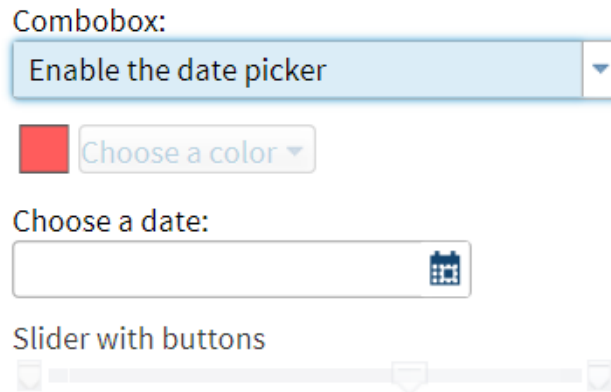 Combobox:
Enable the date picker
Choose a color
Choose a date:
Slider with buttons